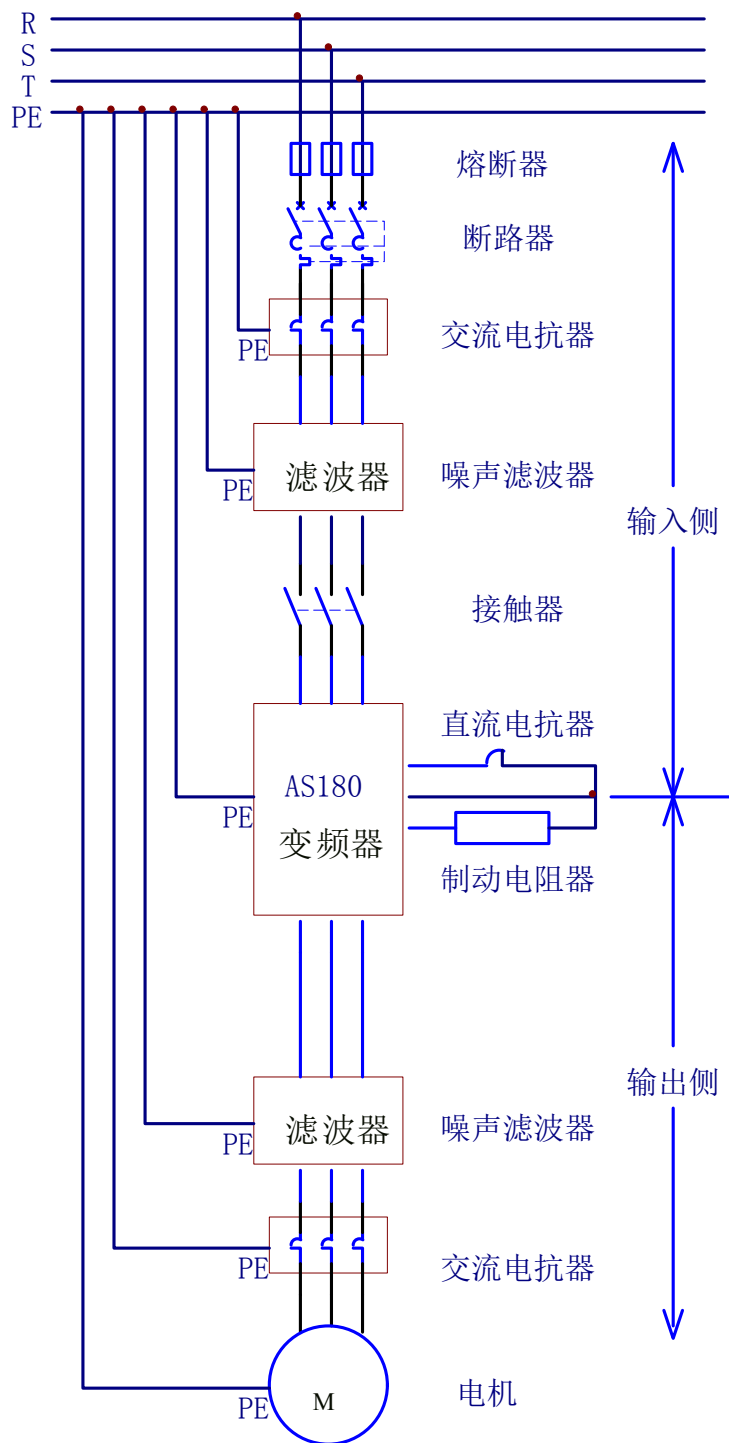 R
S
T
PE
熔断器
断路器
交流电抗器
PE
滤波器
噪声滤波器
PE
输入侧
接触器
直流电抗器
AS180
PE
变频器
制动电阻器
输出侧
滤波器
噪声滤波器
PE
交流电抗器
PE
M
电机
PE